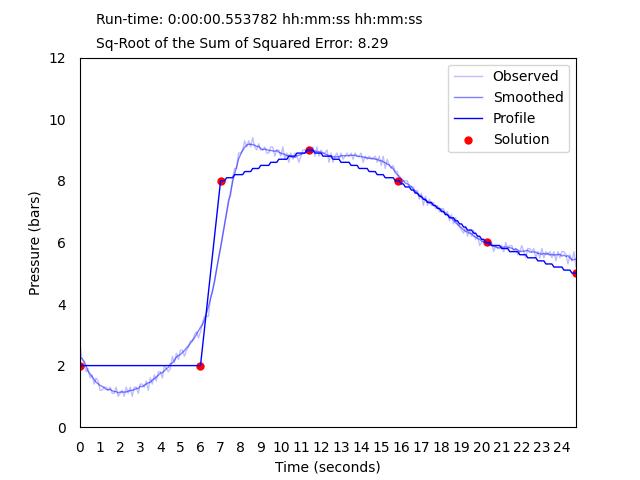 Run-time: 0:00:00.553782 hh:mm:ss hh:mm:ss
Sq-Root of the Sum of Squared Error: 8.29
Observed
Smoothed
Profile
Solution
12
10
8
6
4
2
0
Pressure (bars)
0 1 2 3 4 5 6 7 8 9 10 11 12 13 14 15 16 17 18 19 20 21 22 23 24
Time (seconds)